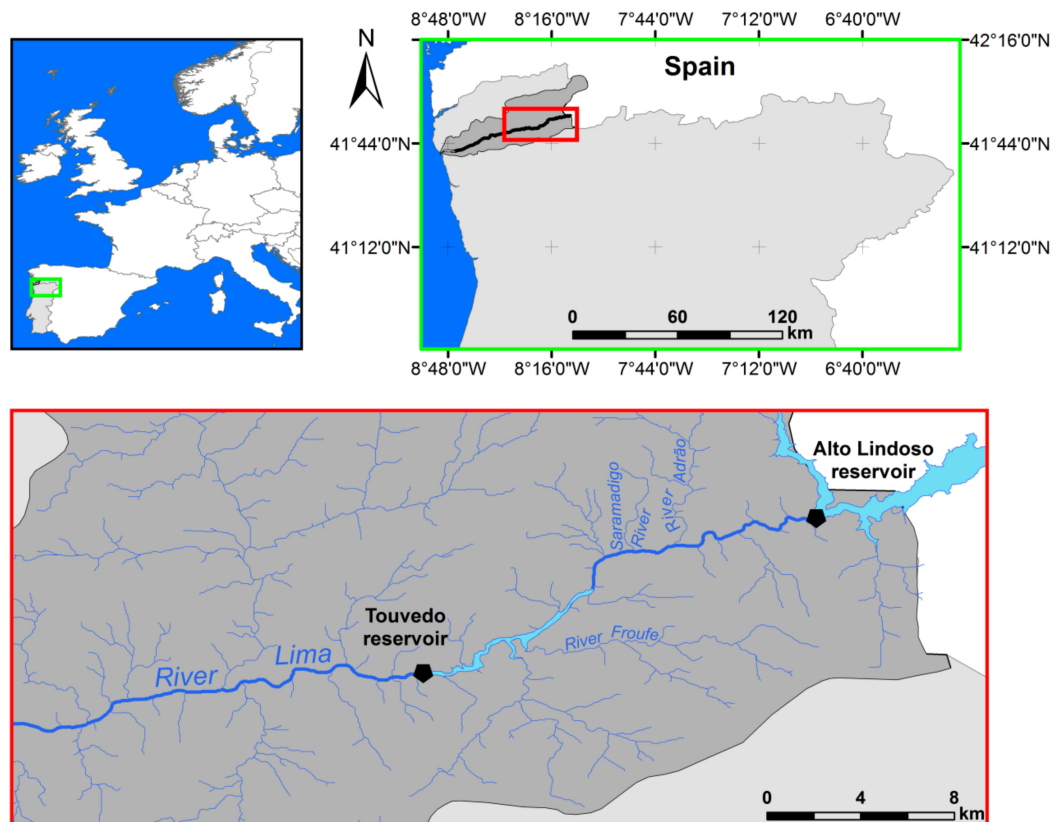 N
8°48'0"W 8°16'0"W 7°44'0"W 7°12'0"W 6°40'0"W
42°16'0"N
Spain
41°44'0"N 41°44'0"N
41°12'0"N 41°12'0"N
0 60 120
km
8°48'0"W 8°16'0"W 7°44'0"W 7°12'0"W 6°40'0"W
Alto Lindoso
reservoir
Saramadigo
River
River Adrão
Touvedo
reservoir
River Froufe
River Lima
0 4 8
km